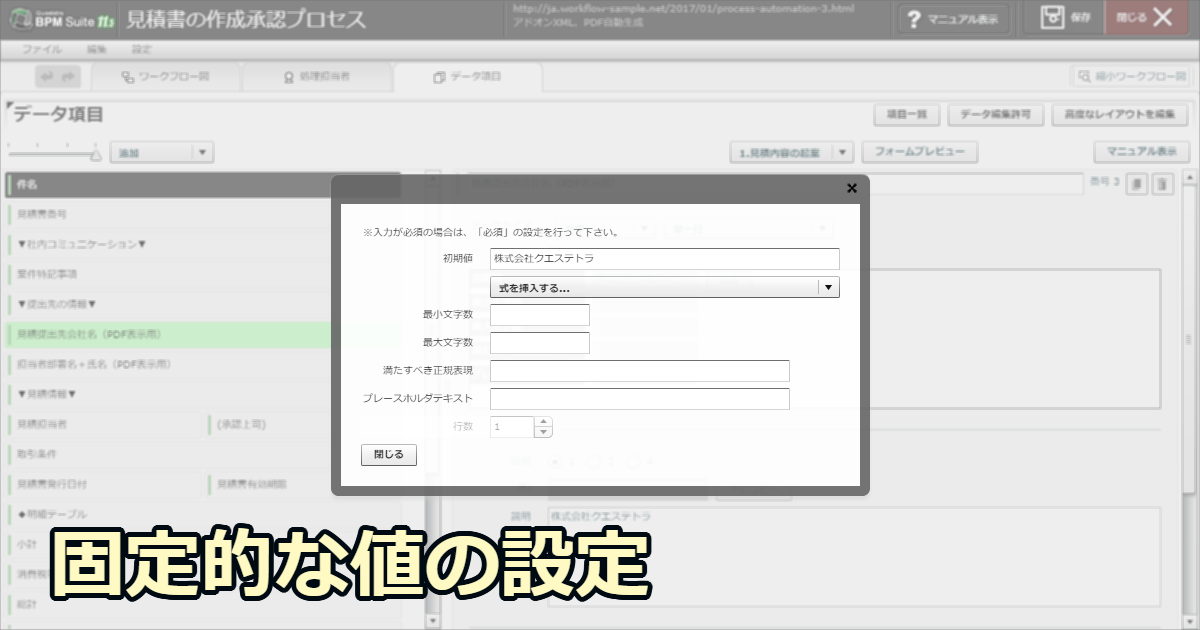 BPM Suite 11.3
見積書の作成承認プロセス
http://ja.workflow-sample.net/2017/01/process-automation-3.html
アドオンXML、PDF自動生成
マニュアル表示
保存
閉じる
ファイル
編集
設定
ワークフロー図
処理担当者
データ項目
縮小ワークフロー図
データ項目
項目一覧
データ編集許可
高度なレイアウトを編集
追加
1.見積内容の起案
フォームプレビュー
マニュアル表示
件名
番号 3
見積書番号
▼社内コミュニケーション▼
案件特記事項
▼提出先の情報▼
見積提出先会社名（PDF表示用）
担当者部署名＋氏名（PDF表示用）
▼見積情報▼
見積担当者
(承認上司)
取引条件
見積書発行日付
見積書有効期限
◆明細テーブル
小計
消費税
総計
※入力が必須の場合は、「必須」の設定を行って下さい。
初期値
株式会社クエステトラ
式を挿入する...
最小文字数
最大文字数
満たすべき正規表現
プレースホルダテキスト
行数
1
閉じる
説明
株式会社クエステトラ
固定的な値の設定